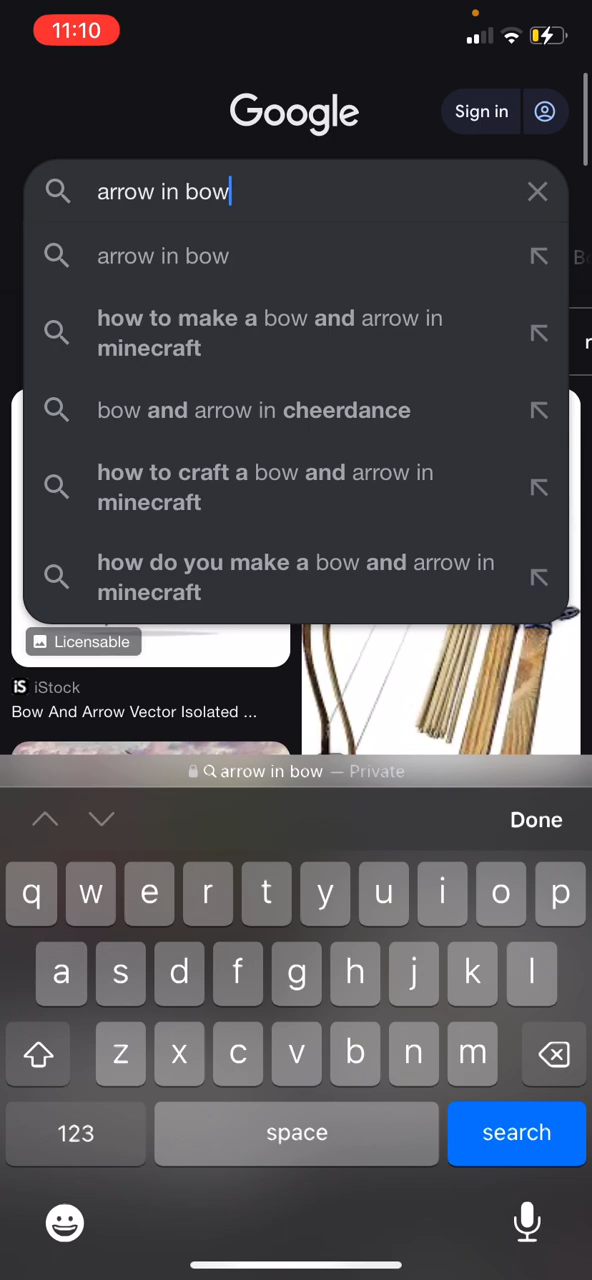 11:10
Google
Sign in
arrow in bow
arrow in bow
how to make a bow and arrow in
minecraft
bow and arrow in cheerdance
how to craft a bow and arrow in
minecraft
how do you make a bow and arrow in
minecraft
Licensable
iS iStock
Bow And Arrow Vector Isolated ...
arrow in bow — Private
Done
q w e r t y u i o p
a s d f g h j k l
z x c v b n m
123 space search